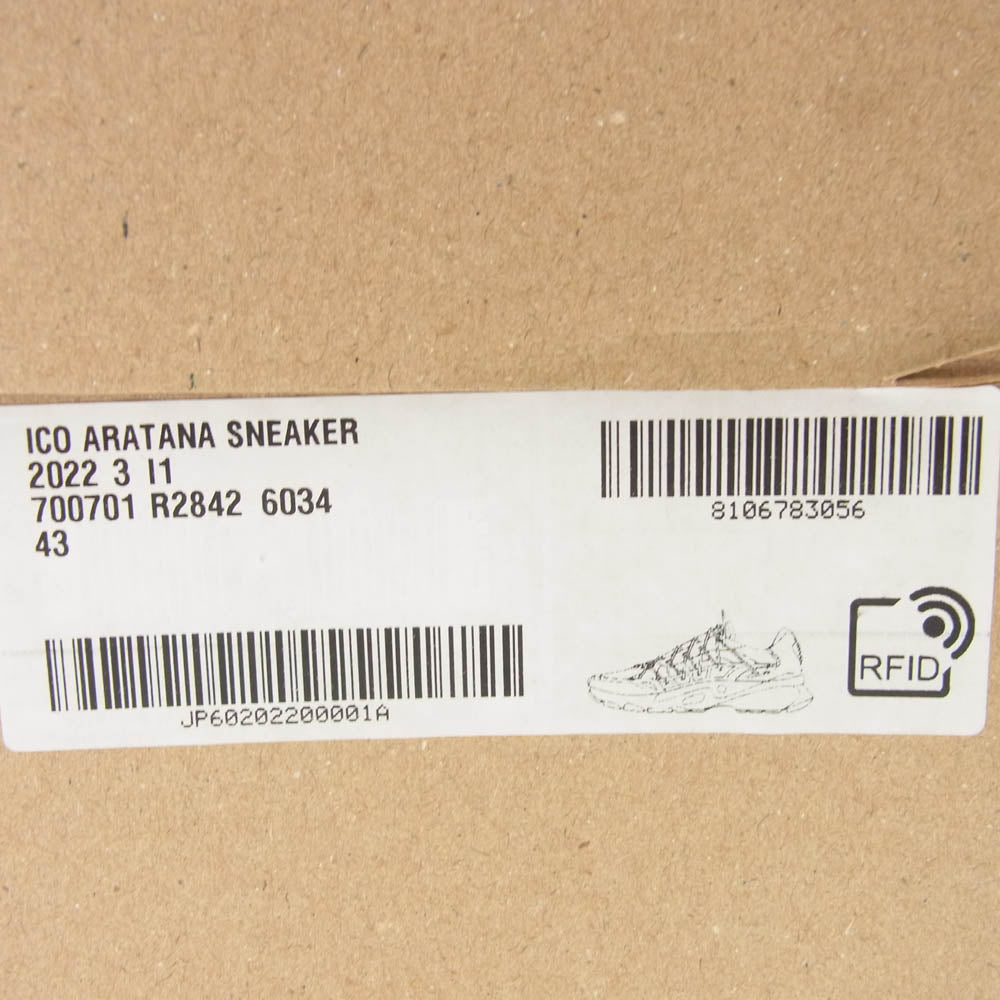 ICO ARATANA SNEAKER
2022 3 I1
700701 R2842 6034
43
8106783056
JP60202200001A
RFID